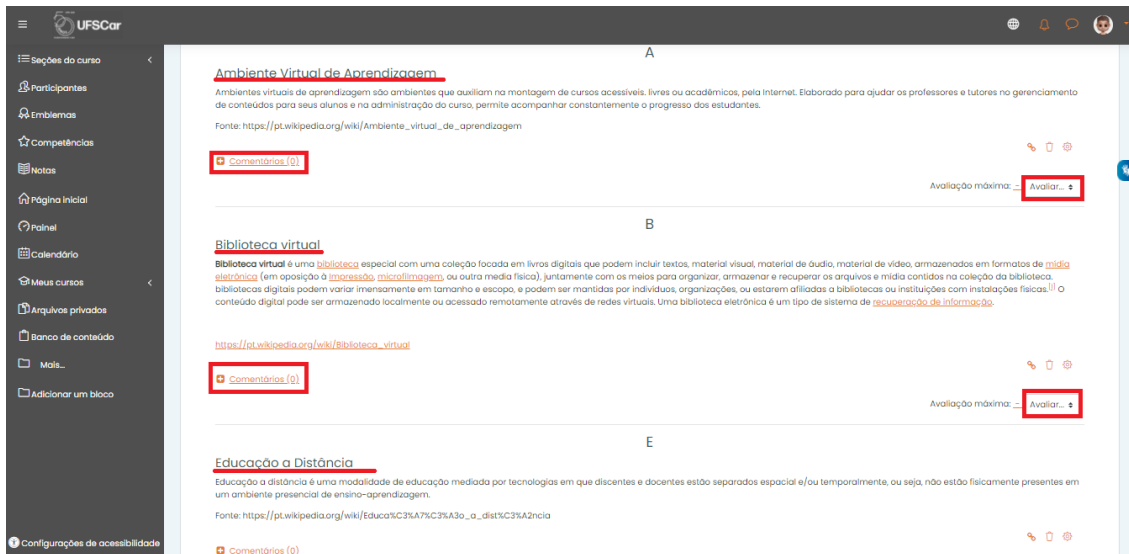 UFSCar
Seções do curso
Participantes
Emblemas
Competências
Notas
Página inicial
Painel
Calendário
Meus cursos
Arquivos privados
Banco de conteúdo
Mais...
Adicionar um bloco
Configurações de acessibilidade
A
Ambiente Virtual de Aprendizagem
Ambientes virtuais de aprendizagem são ambientes que auxiliam na montagem de cursos acessíveis. livres ou acadêmicos, pela Internet. Elaborado para ajudar os professores e tutores no gerenciamento
de conteúdos para seus alunos e na administração do curso, permite acompanhar constantemente o progresso dos estudantes.
Fonte: https://pt.wikipedia.org/wiki/Ambiente_virtual_de_aprendizagem
Comentários (0)
Avaliação máxima: - Avaliar...
B
Biblioteca virtual
Biblioteca virtual é uma biblioteca especial com uma coleção focada em livros digitais que podem incluir textos, material visual, material de áudio, material de vídeo, armazenados em formatos de mídia
eletrônica (em oposição à impressão, microfilmagem, ou outra media física), juntamente com os meios para organizar, armazenar e recuperar os arquivos e mídia contidos na coleção da biblioteca.
bibliotecas digitais podem variar imensamente em tamanho e escopo, e podem ser mantidas por indivíduos, organizações, ou estarem afiliadas a bibliotecas ou instituições com instalações físicas.[1] O
conteúdo digital pode ser armazenado localmente ou acessado remotamente através de redes virtuais. Uma biblioteca eletrônica é um tipo de sistema de recuperação de informação.
https://pt.wikipedia.org/wiki/Biblioteca_virtual
Comentários (0)
Avaliação máxima: - Avaliar...
E
Educação a Distância
Educação a distância é uma modalidade de educação mediada por tecnologias em que discentes e docentes estão separados espacial e/ou temporalmente, ou seja, não estão fisicamente presentes em
um ambiente presencial de ensino-aprendizagem.
Fonte: https://pt.wikipedia.org/wiki/Educa%C3%A7%C3%A3o_a_dist%C3%A2ncia
Comentários (0)